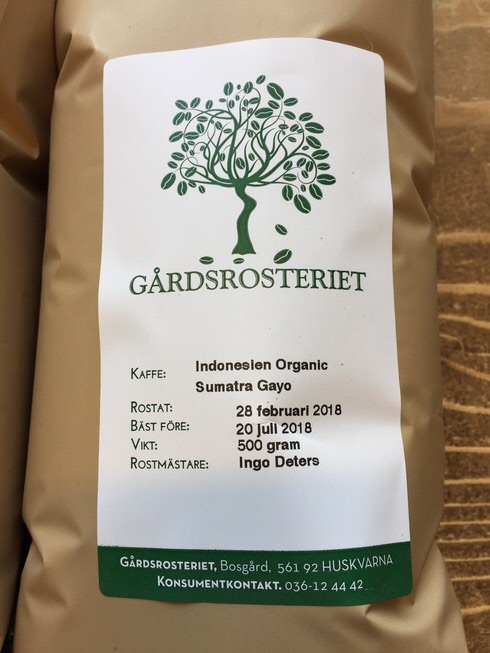 GÅRDSROSTERIET
KAFFE: Indonesien Organic
Sumatra Gayo
ROSTAT: 28 februari 2018
BÄST FÖRE: 20 juli 2018
VIKT: 500 gram
ROSTMÄSTARE: Ingo Deters
GÅRDSROSTERIET, Bosgård, 561 92 HUSKVARNA
KONSUMENTKONTAKT. 036-12 44 42